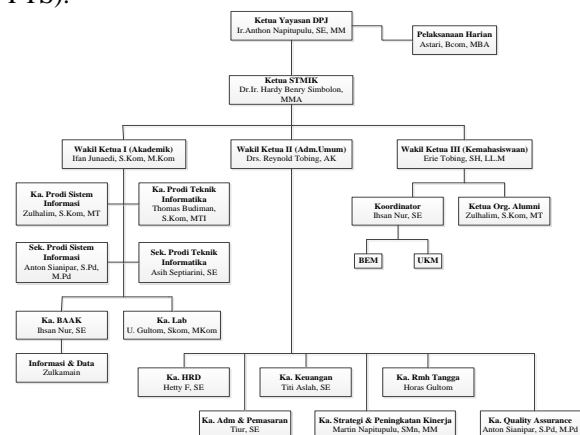 PTS).
Ketua Yayasan DPJ
Ir.Anthon Napitupulu, SE, MM
Pelaksanaan Harian
Astari, Bcom, MBA
Ketua STMIK
Dr.Ir. Hardy Benry Simbolon,
MMA
Wakil Ketua I (Akademik)
Ifan Junaedi, S.Kom, M.Kom
Wakil Ketua II (Adm.Umum)
Drs. Reynold Tobing, AK
Wakil Ketua III (Kemahasiswaan)
Erie Tobing, SH, LL.M
Ka. Prodi Sistem
Informasi
Zulhalim, S.Kom, MT
Ka. Prodi Teknik
Informatika
Thomas Budiman,
S.Kom, MTI
Koordinator
Ihsan Nur, SE
Ketua Org. Alumni
Zulhalim, S.Kom, MT
Sek. Prodi Sistem
Informasi
Anton Sianipar, S.Pd,
M.Pd
Sek. Prodi Teknik
Informatika
Asih Septiarini, SE
BEM
UKM
Ka. BAAK
Ihsan Nur, SE
Ka. Lab
U. Gultom, Skom, MKom
Informasi & Data
Zulkarnain
Ka. HRD
Hetty F, SE
Ka. Keuangan
Titi Aslah, SE
Ka. Rmh Tangga
Horas Gultom
Ka. Adm & Pemasaran
Tiur, SE
Ka. Strategi & Peningkatan Kinerja
Martin Napitupulu, SMn, MM
Ka. Quality Assurance
Anton Sianipar, S.Pd, M.Pd